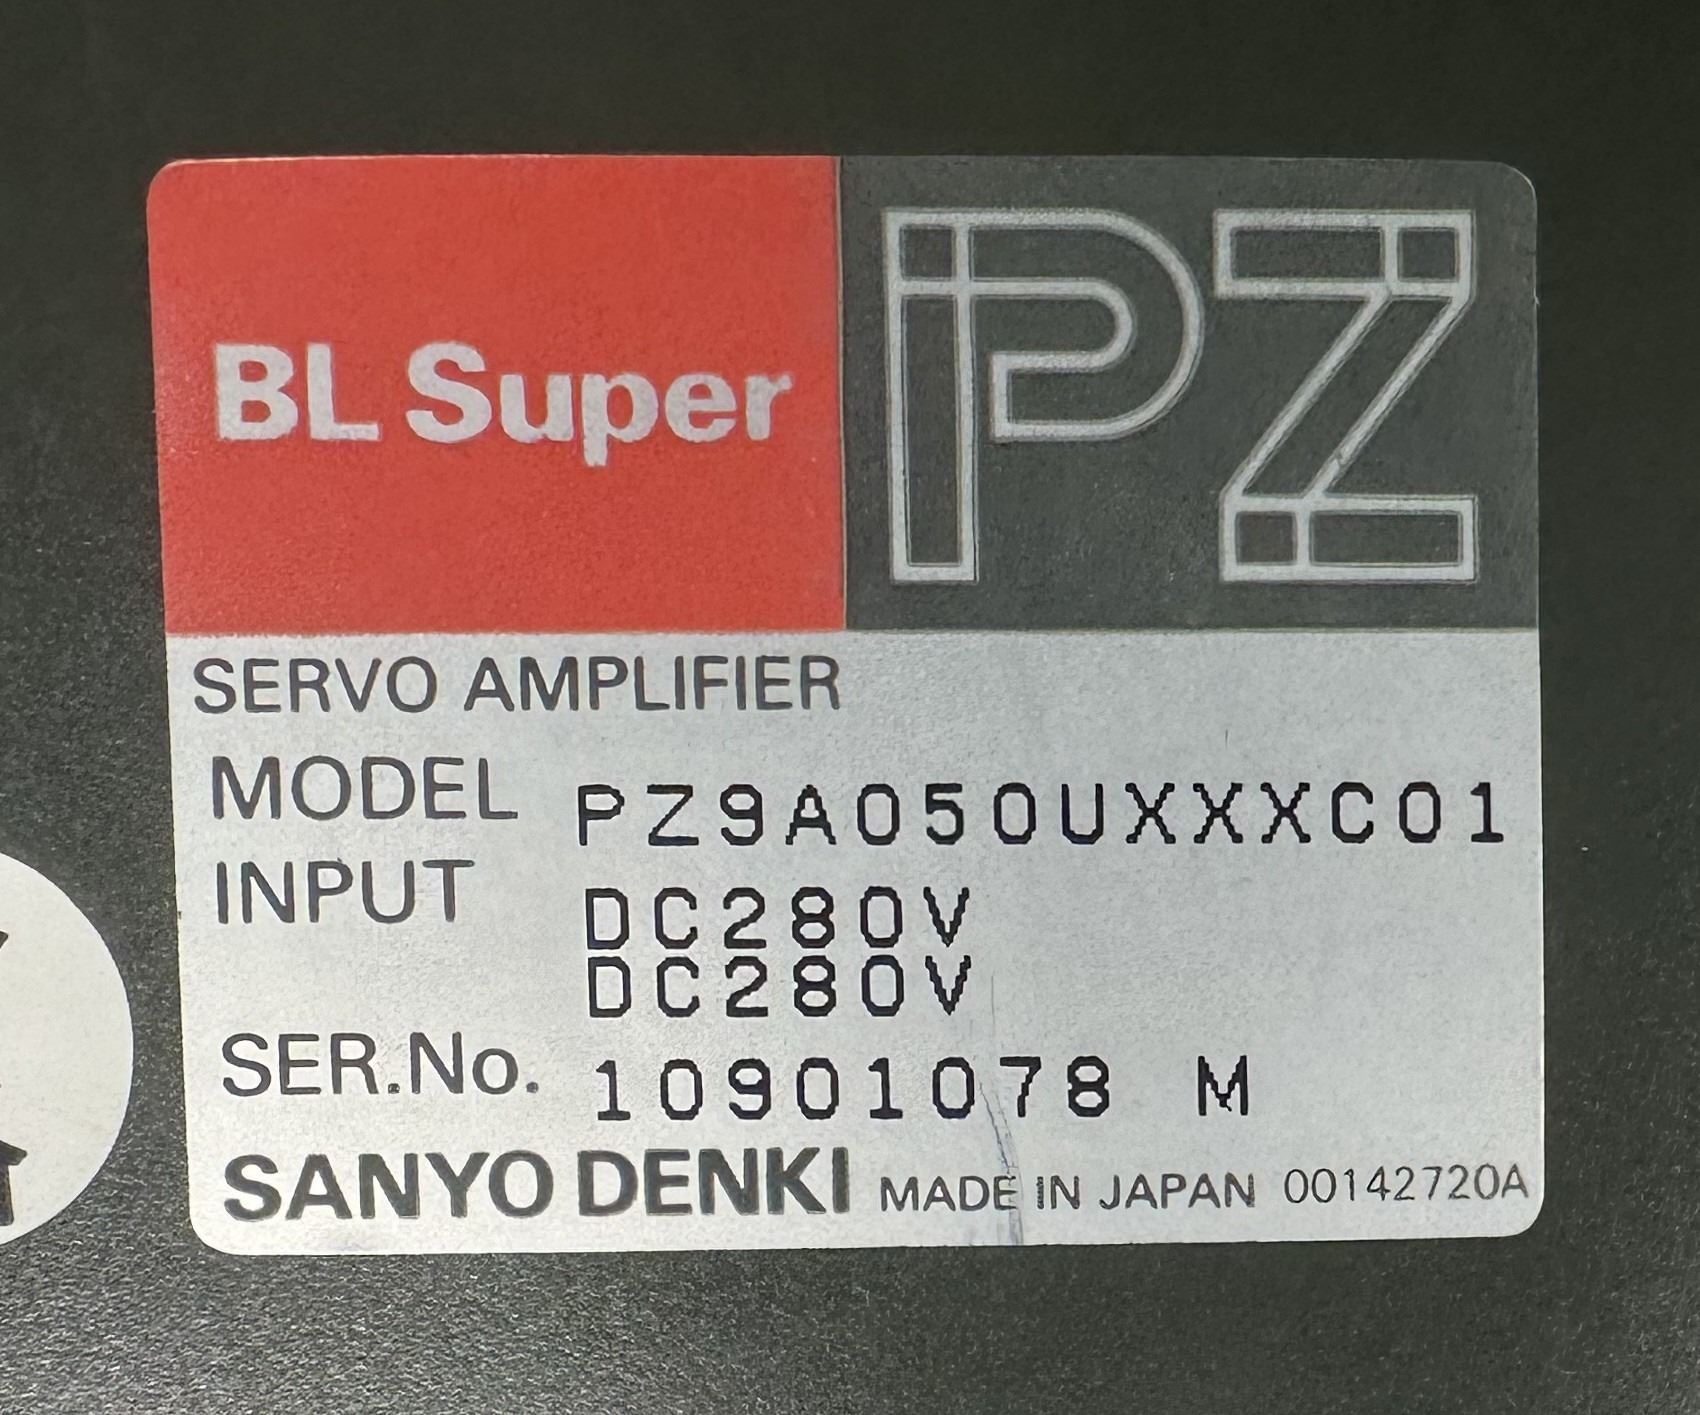 BL Super PZ
SERVO AMPLIFIER
MODEL PZ9A050UXXXC01
INPUT DC280V
DC280V
SER.No. 10901078 M
SANYO DENKI MADE IN JAPAN 00142720A